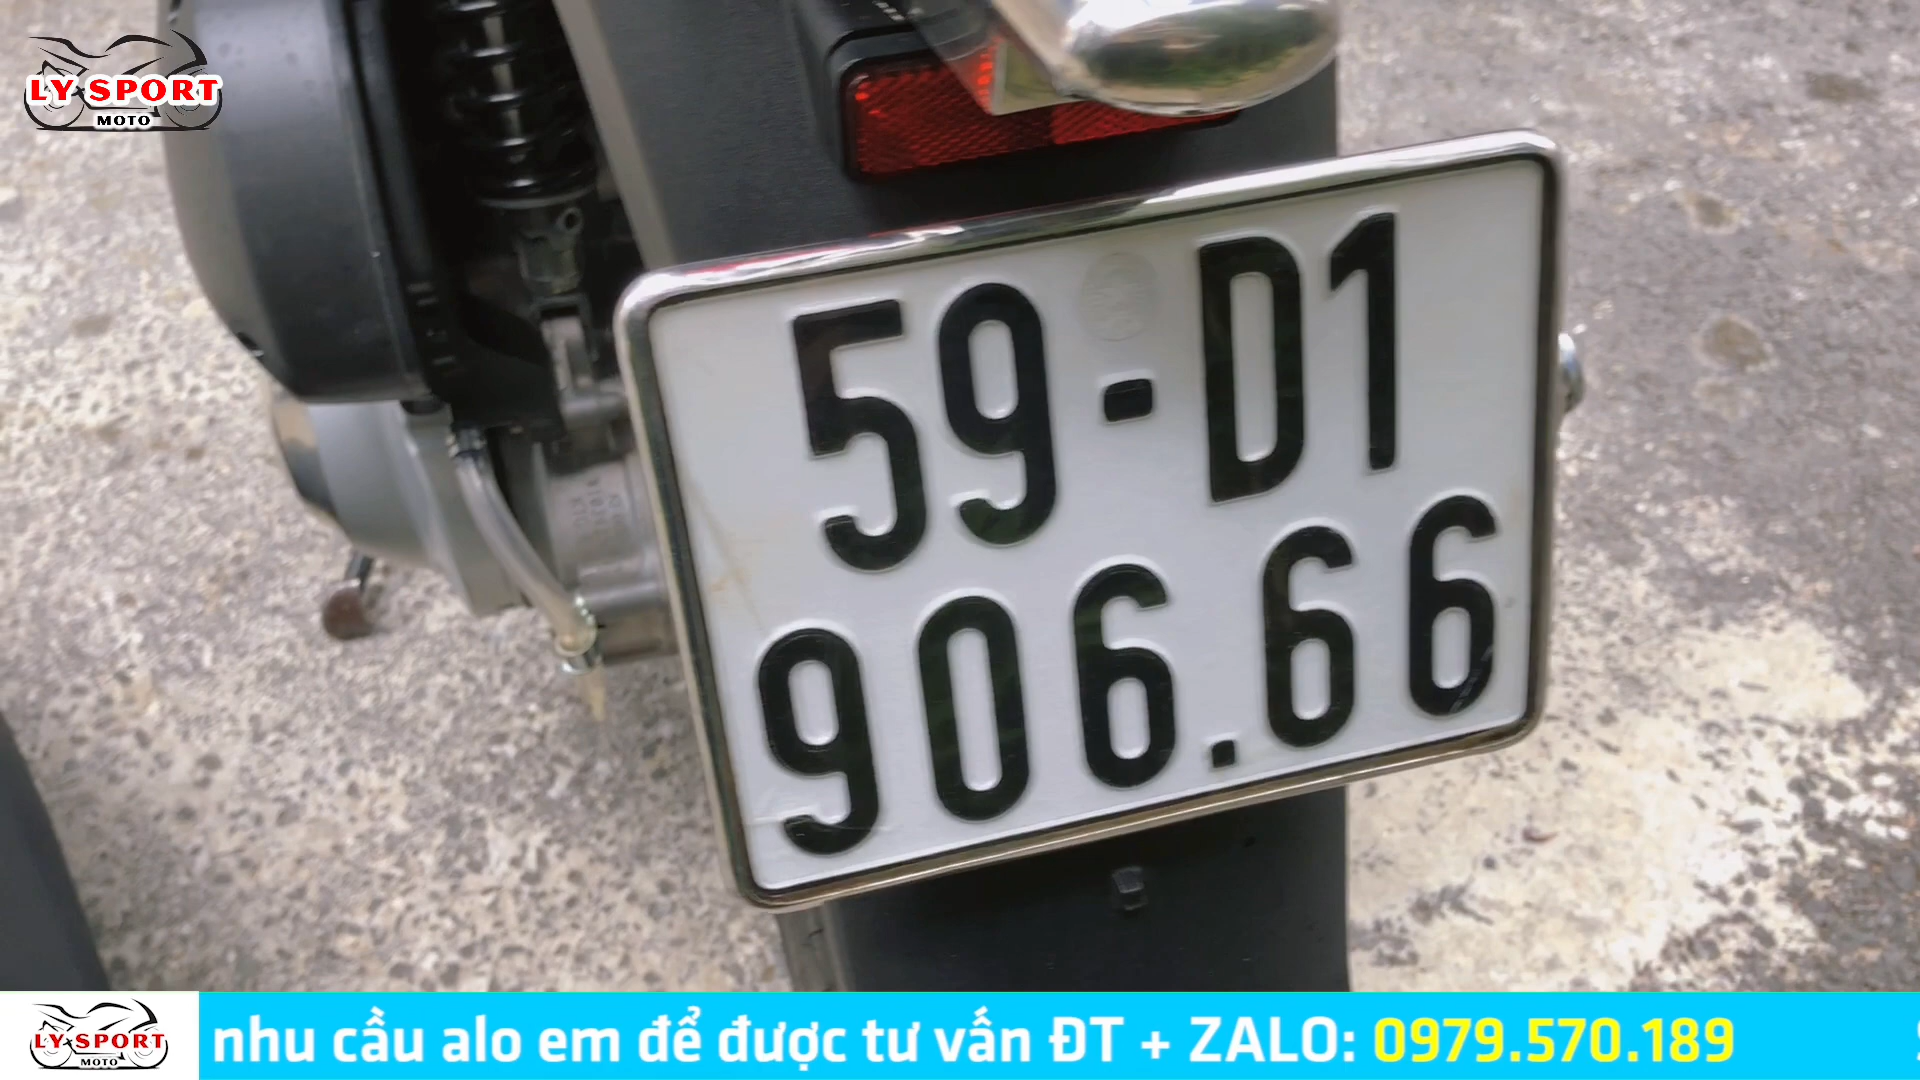 LY SPORT
MOTO
59-D1
906.66
LY SPORT
MOTO
nhu cầu alo em để được tư vấn ĐT + ZALO: 0979.570.189